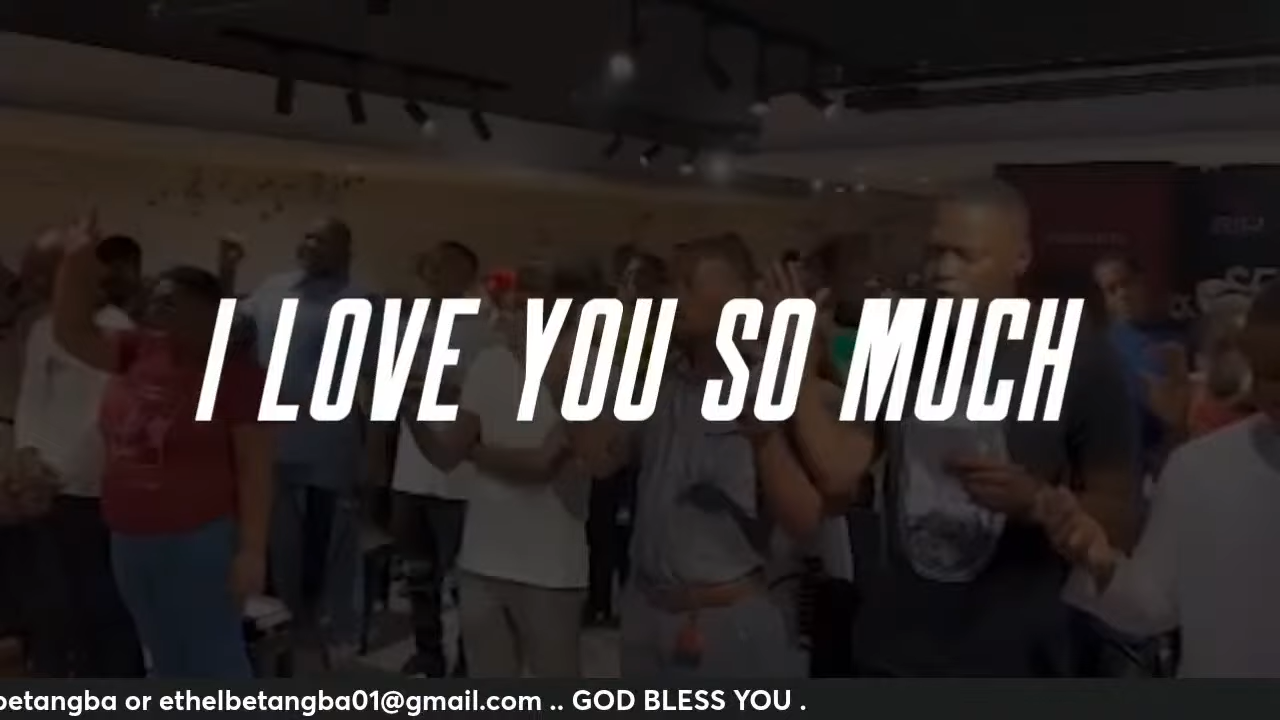 I LOVE YOU SO MUCH
betangba or ethelbetangba01@gmail.com .. GOD BLESS YOU .